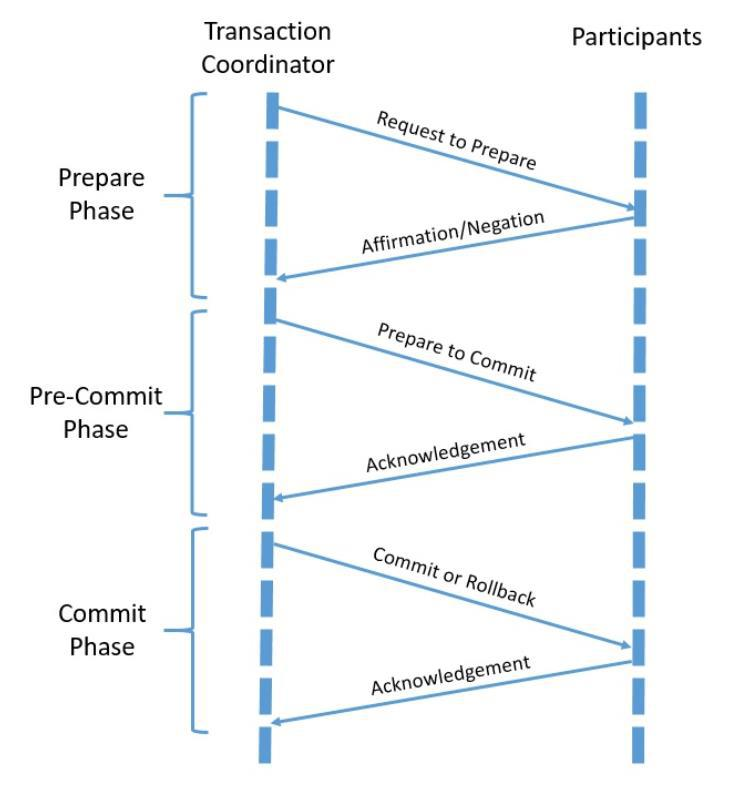 Transaction
Coordinator
Participants
Prepare
Phase
Request to Prepare
Affirmation/Negation
Pre-Commit
Phase
Prepare to Commit
Acknowledgement
Commit
Phase
Commit or Rollback
Acknowledgement